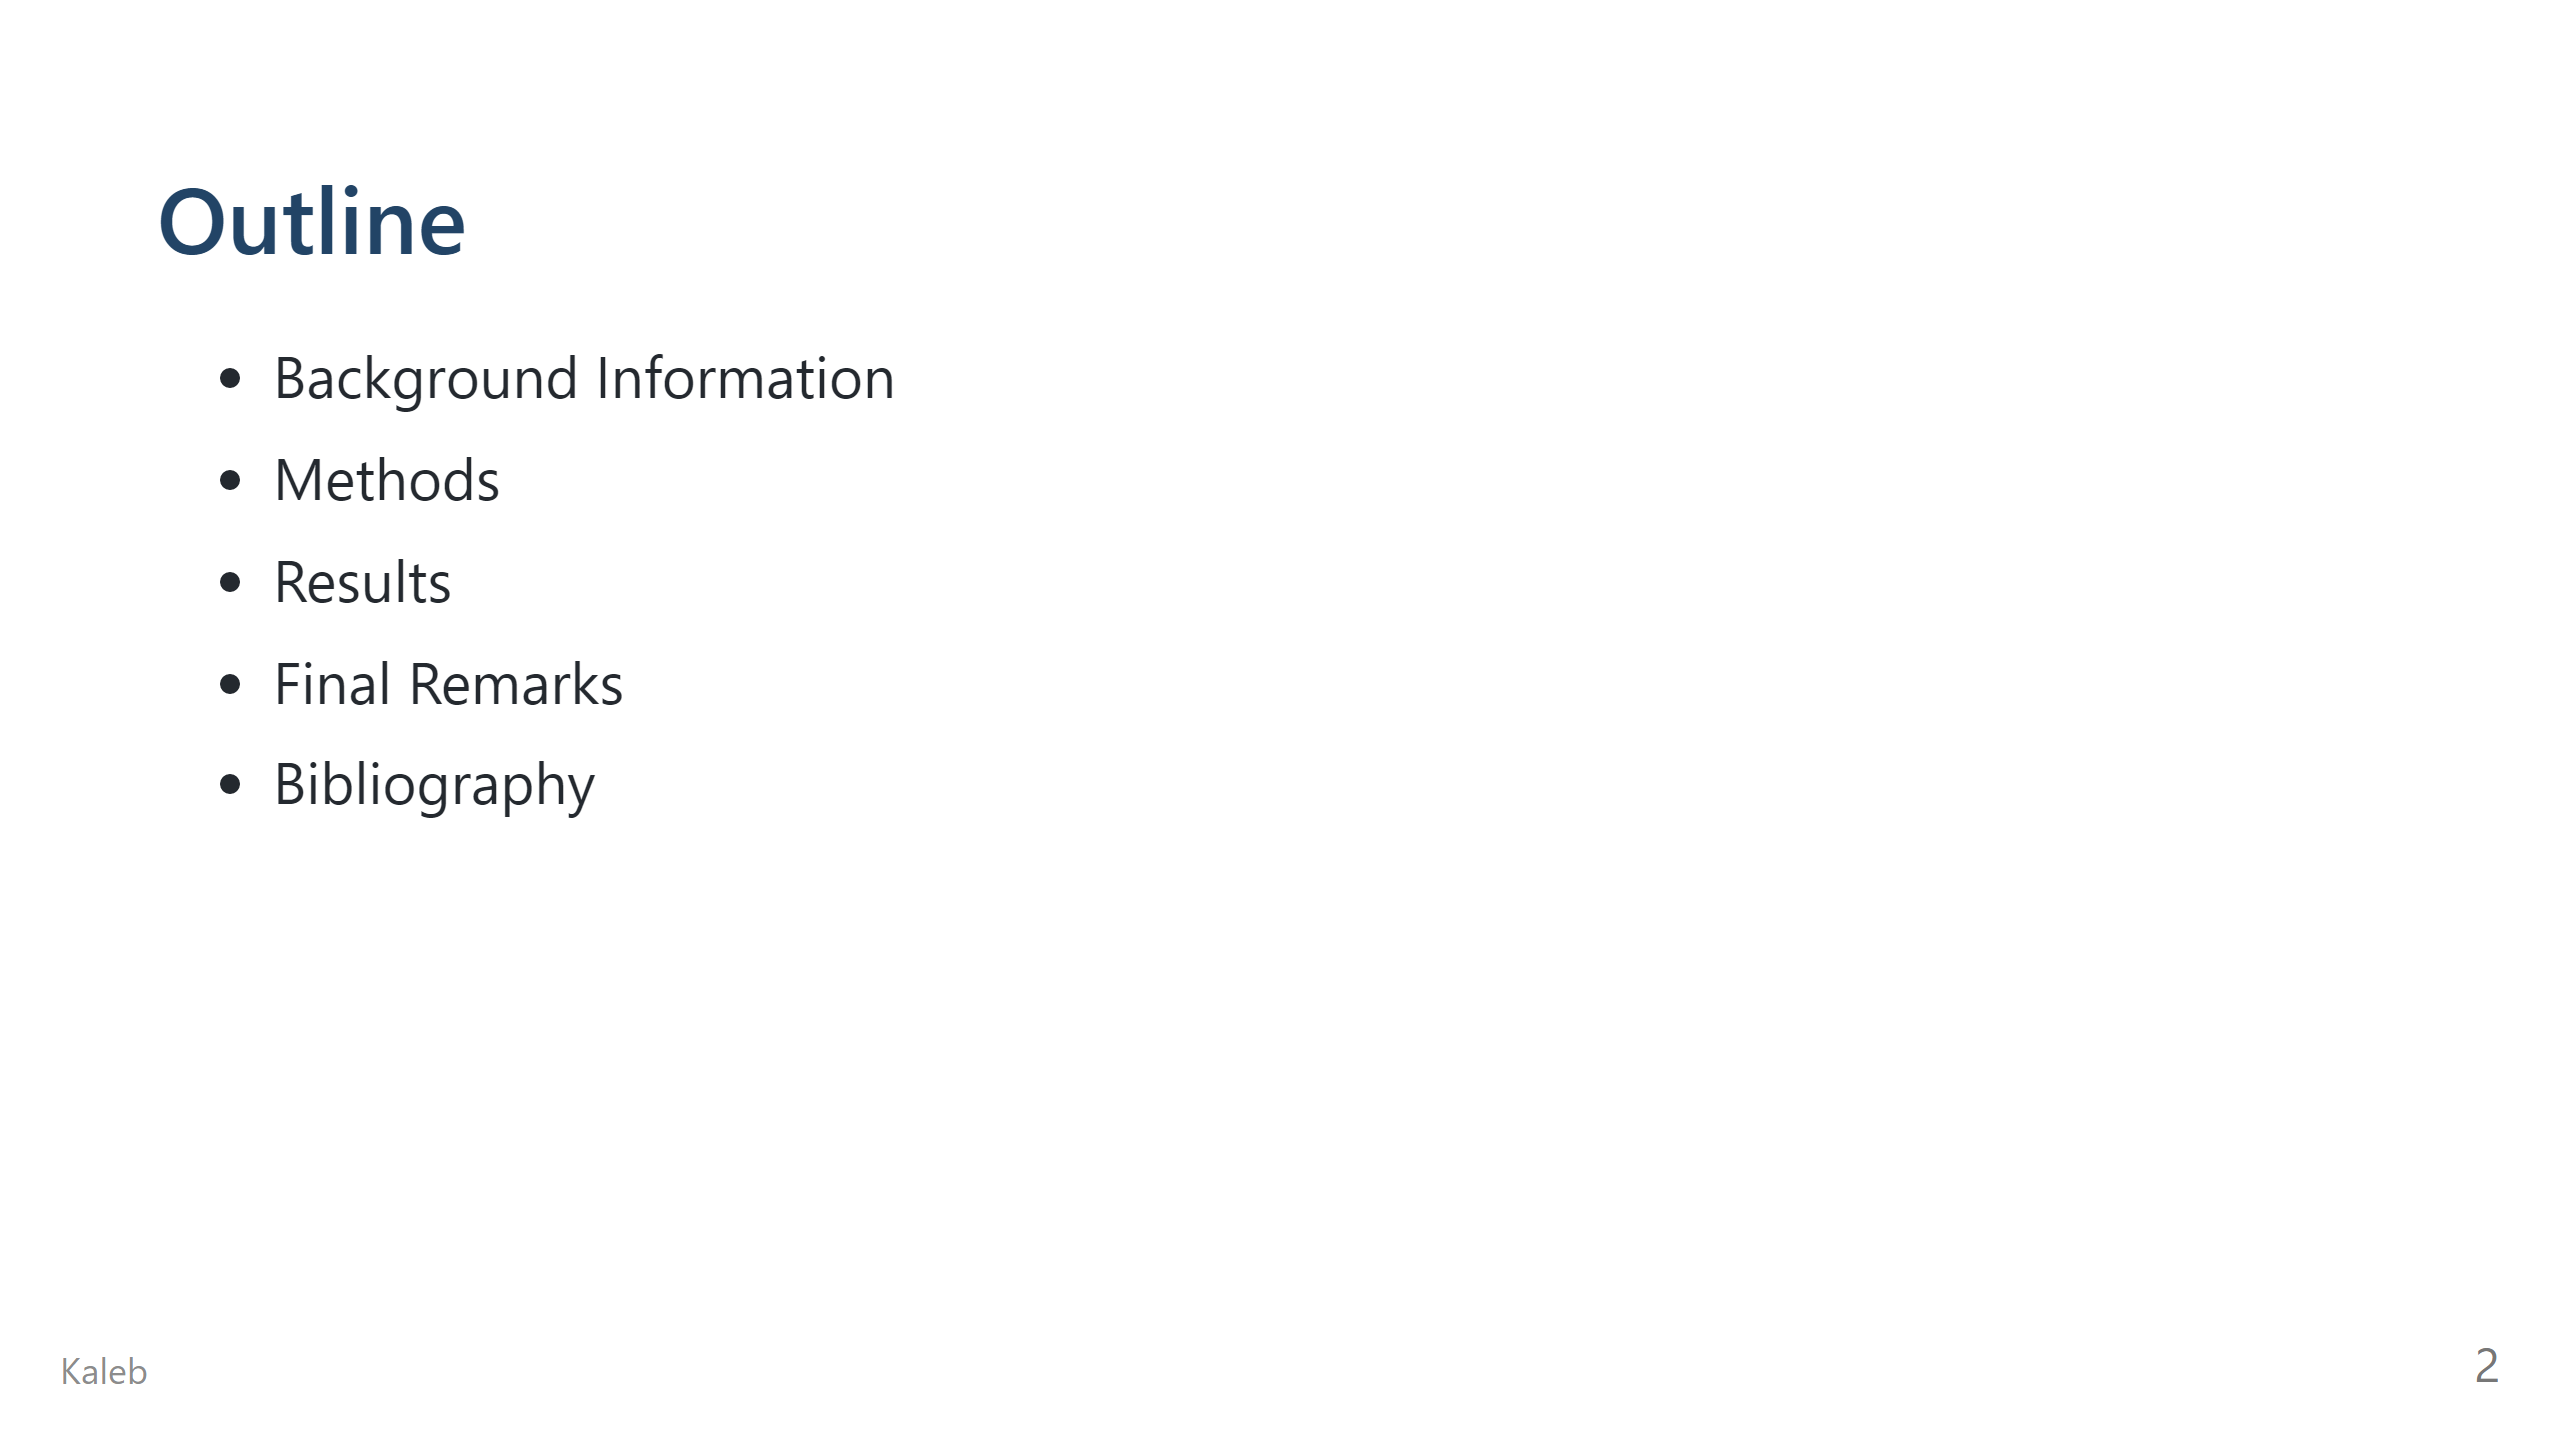 Outline
• Background Information
• Methods
• Results
• Final Remarks
• Bibliography
Kaleb
2